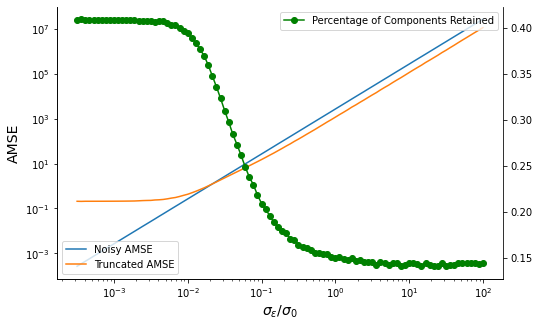 Percentage of Components Retained
AMSE
10⁷
10⁵
10³
10¹
10⁻¹
10⁻³
0.40
0.35
0.30
0.25
0.20
0.15
Noisy AMSE
Truncated AMSE
10⁻³ 10⁻² 10⁻¹ 10⁰ 10¹ 10²
σε/σ0